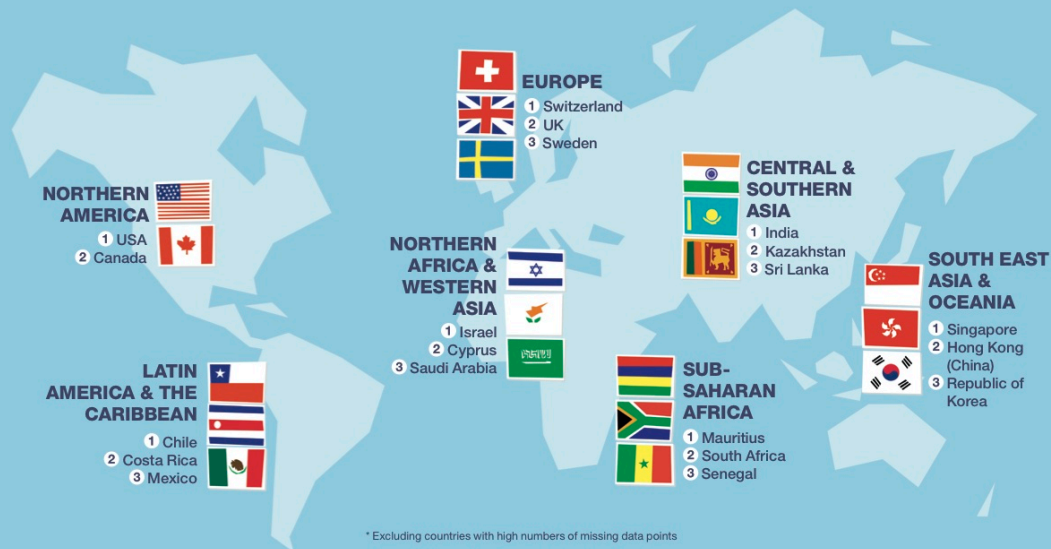 EUROPE
1 Switzerland
2 UK
3 Sweden
NORTHERN
AMERICA
1 USA
2 Canada
CENTRAL &
SOUTHERN
ASIA
1 India
2 Kazakhstan
3 Sri Lanka
NORTHERN
AFRICA &
WESTERN
ASIA
1 Israel
2 Cyprus
3 Saudi Arabia
SOUTH EAST
ASIA &
OCEANIA
1 Singapore
2 Hong Kong
(China)
3 Republic of
Korea
LATIN
AMERICA & THE
CARIBBEAN
1 Chile
2 Costa Rica
3 Mexico
SUB-
SAHARAN
AFRICA
1 Mauritius
2 South Africa
3 Senegal
* Excluding countries with high numbers of missing data points